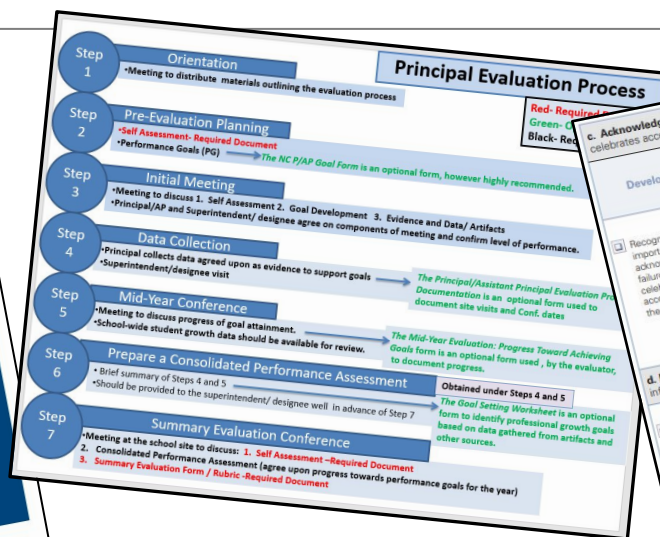 Principal Evaluation Process
Red- Required
Green-
Black-
Step 1
Orientation
•Meeting to distribute materials outlining the evaluation process
Step 2
Pre-Evaluation Planning
•Self Assessment- Required Document
•Performance Goals (PG)
The NC P/AP Goal Form is an optional form, however highly recommended.
Step 3
Initial Meeting
•Meeting to discuss 1. Self Assessment 2. Goal Development 3. Evidence and Data/ Artifacts
•Principal/AP and Superintendent/ designee agree on components of meeting and confirm level of performance.
Step 4
Data Collection
•Principal collects data agreed upon as evidence to support goals
•Superintendent/designee visit
The Principal/Assistant Principal Evaluation
Documentation is an optional form used to
document site visits and Conf. dates
Step 5
Mid-Year Conference
•Meeting to discuss progress of goal attainment.
•School-wide student growth data should be available for review.
The Mid-Year Evaluation: Progress Toward Achieving
Goals form is an optional form used , by the evaluator,
to document progress.
Step 6
Prepare a Consolidated Performance Assessment
• Brief summary of Steps 4 and 5
•Should be provided to the superintendent/ designee well in advance of Step 7
Obtained under Steps 4 and 5
The Goal Setting Worksheet is an optional
form to identify professional growth goals
based on data gathered from artifacts and
other sources.
Step 7
Summary Evaluation Conference
•Meeting at the school site to discuss: 1. Self Assessment –Required Document
2. Consolidated Performance Assessment (agree upon progress towards performance goals for the year)
3. Summary Evaluation Form / Rubric -Required Document
c.
celebrates
the
d.